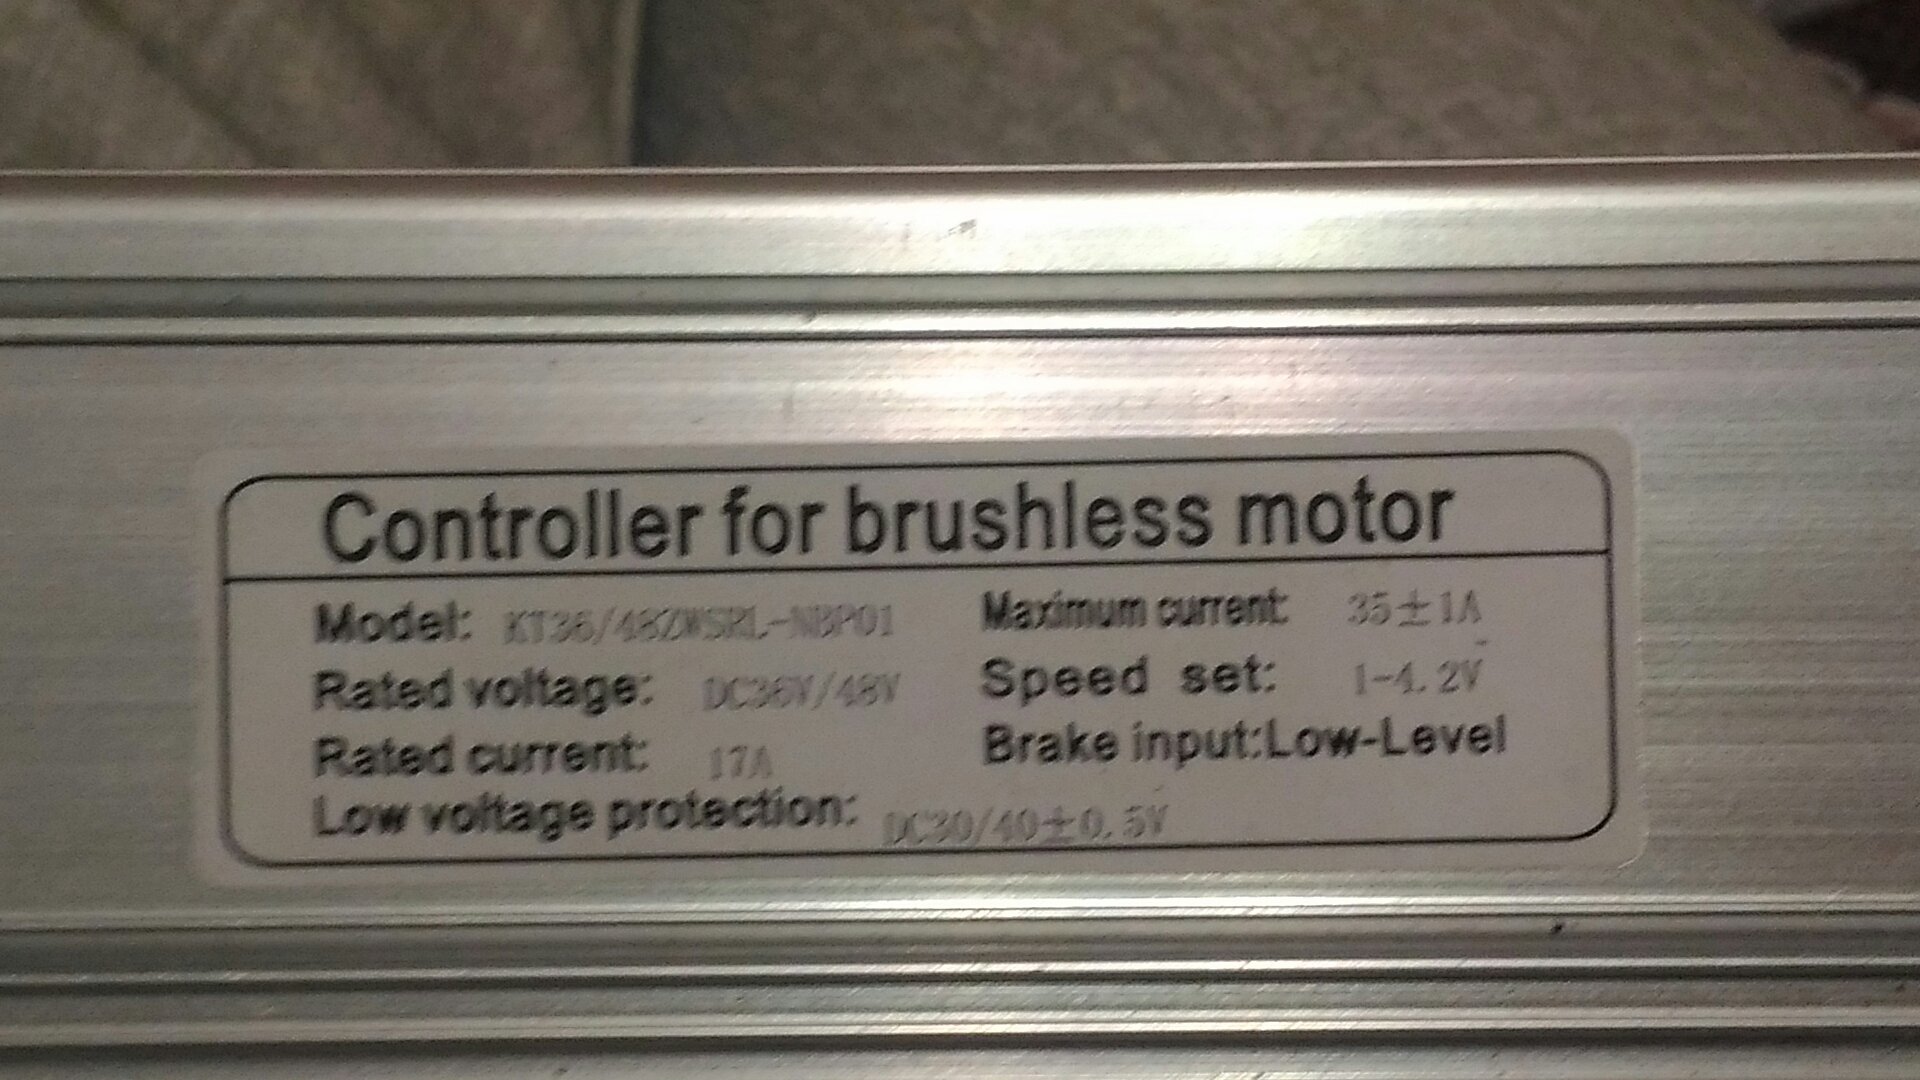 Controller for brushless motor
Model: KT36/48ZWSRL-NBP01
Maximum current: 35±1A
Rated voltage: DC36V/48V
Speed set: 1-4.2V
Rated current: 17A
Brake input:Low-Level
Low voltage protection: DC30/40±0.5V